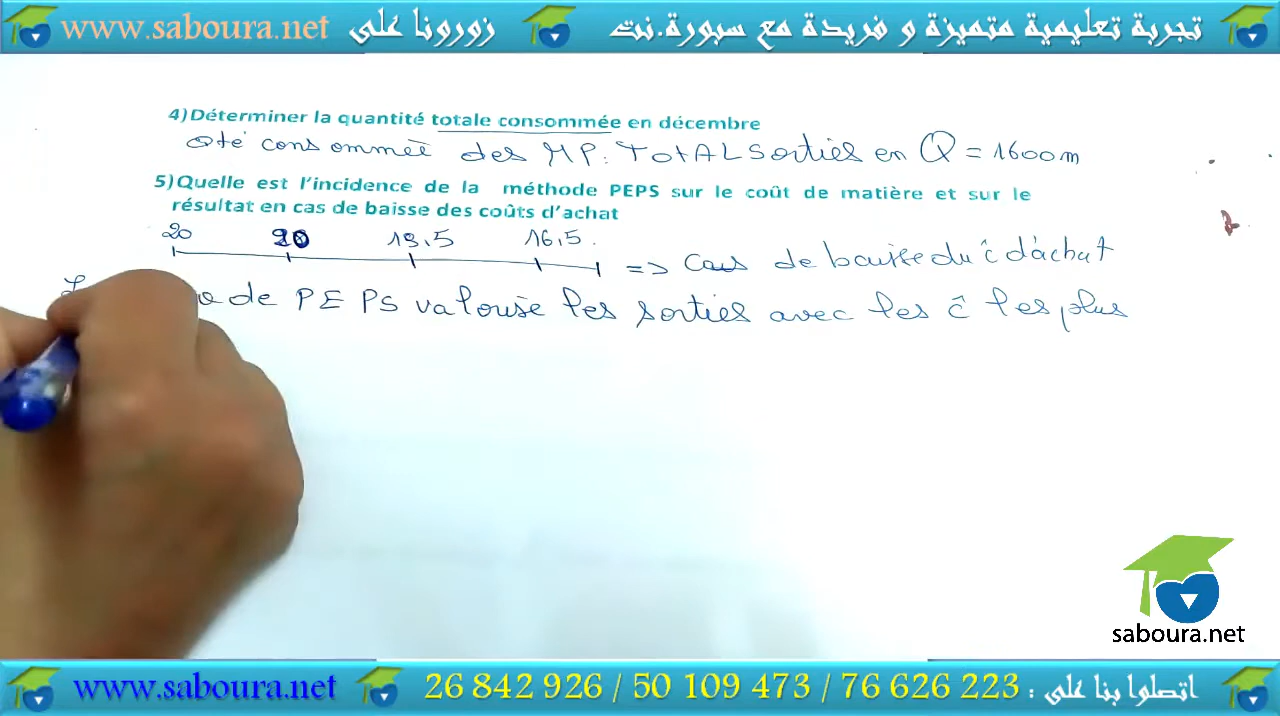 www.saboura.net زورونا على تجربة تعليمية متميزة و فريدة مع سبورة.نت
4)Déterminer la quantité totale consommée en décembre
Qté consommée des MP: TOTAL Sorties en Q = 1600m
5)Quelle est l'incidence de la méthode PEPS sur le coût de matière et sur le
résultat en cas de baisse des coûts d'achat
20 20 19,5 16,5
=> Cas de baisse du ĉ d'achat
ode PEPS valorise les sorties avec les ĉ les plus
saboura.net
www.saboura.net 26 842 926 / 50 109 473 / 76 626 223 : اتصلوا بنا على